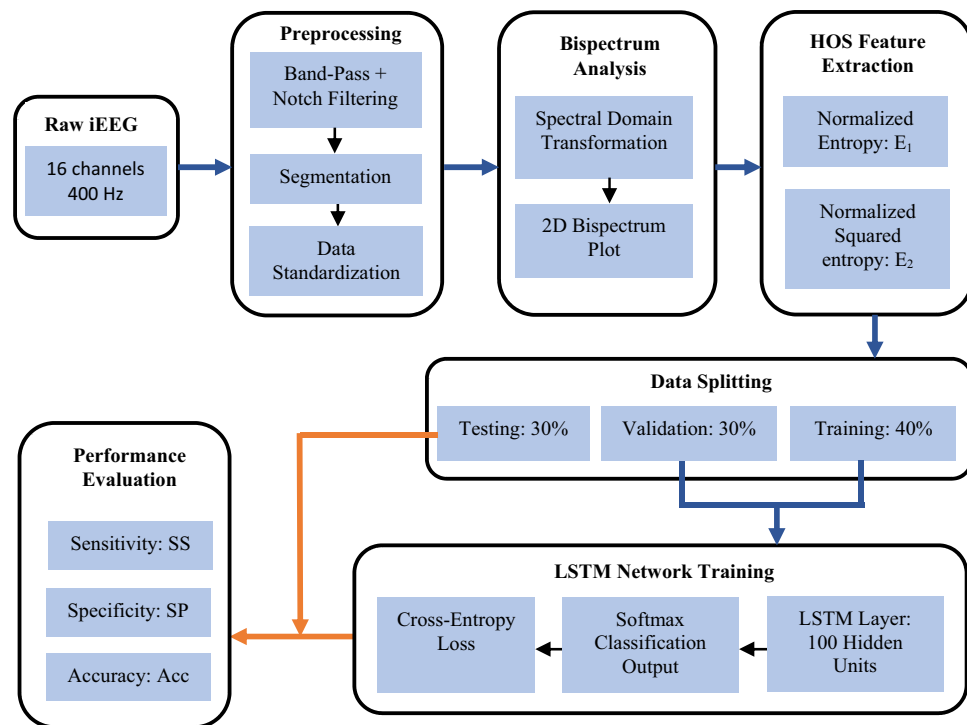 Raw iEEG
16 channels
400 Hz
Preprocessing
Band-Pass +
Notch Filtering
Segmentation
Data
Standardization
Bispectrum
Analysis
Spectral Domain
Transformation
2D Bispectrum
Plot
HOS Feature
Extraction
Normalized
Entropy: E₁
Normalized
Squared
entropy: E₂
Data Splitting
Testing: 30%
Validation: 30%
Training: 40%
LSTM Network Training
LSTM Layer:
100 Hidden
Units
Softmax
Classification
Output
Cross-Entropy
Loss
Performance
Evaluation
Sensitivity: SS
Specificity: SP
Accuracy: Acc